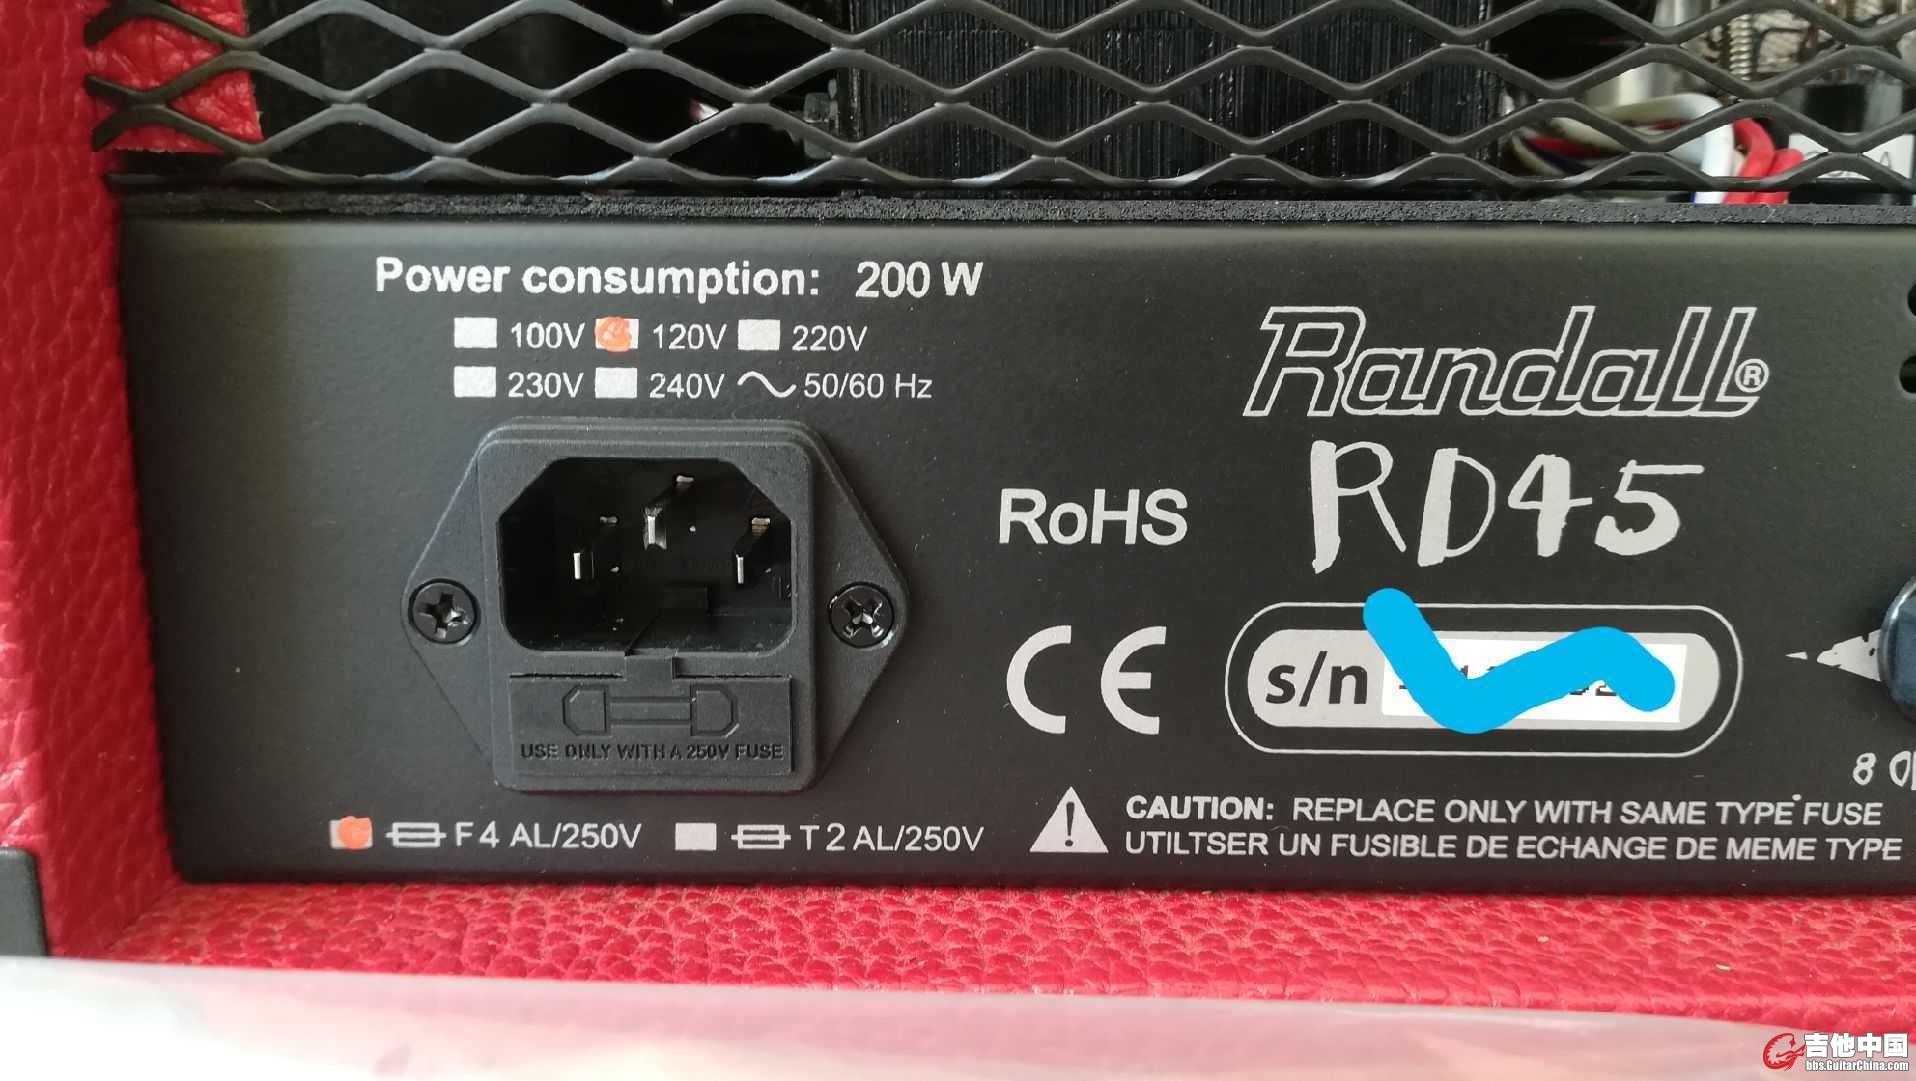 Power consumption: 200 W
100V 120V 220V
230V 240V 50/60 Hz
Randall®
RD45
RoHS
CE
s/n
USE ONLY WITH A 250V FUSE
F 4 AL/250V T 2 AL/250V
8
CAUTION: REPLACE ONLY WITH SAME TYPE FUSE
UTILTSER UN FUSIBLE DE ECHANGE DE MEME TYPE
吉他中国
bbs.GuitarChina.com